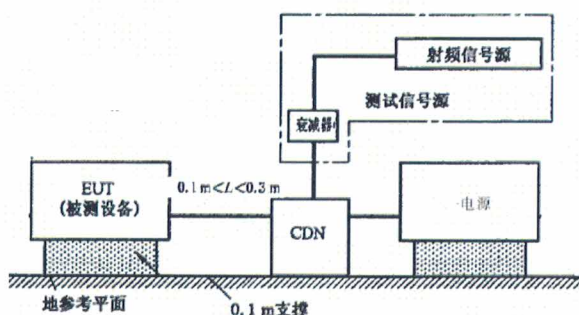 射频信号源
测试信号源
衰减器
EUT
(被测设备)
0.1 m<L<0.3 m
CDN
电源
地参考平面
0.1 m支撑